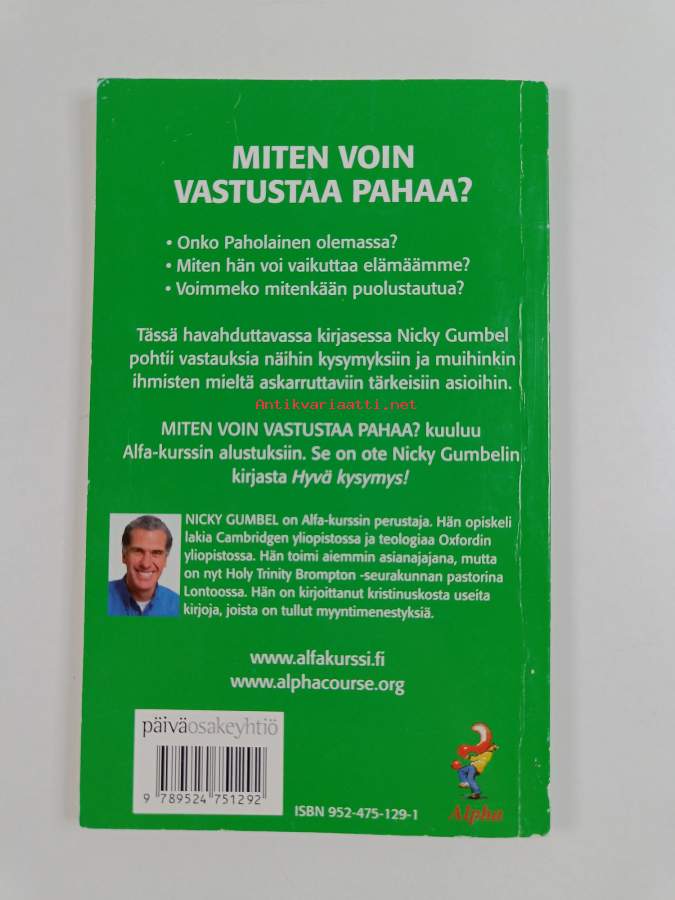 MITEN VOIN
VASTUSTAA PAHAA?
• Onko Paholainen olemassa?
• Miten hän voi vaikuttaa elämäämme?
• Voimmeko mitenkään puolustautua?
Tässä havahduttavassa kirjasessa Nicky Gumbel
pohtii vastauksia näihin kysymyksiin ja muihinkin
ihmisten mieltä askarruttaviin tärkeisiin asioihin.
Antikvariaatti.net
MITEN VOIN VASTUSTAA PAHAA? kuuluu
Alfa-kurssin alustuksiin. Se on ote Nicky Gumbelin
kirjasta Hyvä kysymys!
NICKY GUMBEL on Alfa-kurssin perustaja. Hän opiskeli
lakia Cambridgen yliopistossa ja teologiaa Oxfordin
yliopistossa. Hän toimi aiemmin asianajajana, mutta
on nyt Holy Trinity Brompton -seurakunnan pastorina
Lontoossa. Hän on kirjoittanut kristinuskosta useita
kirjoja, joista on tullut myyntimenestyksiä.
www.alfakurssi.fi
www.alphacourse.org
päiväosakeyhtiö
9 789524 751292
ISBN 952-475-129-1
Alpha